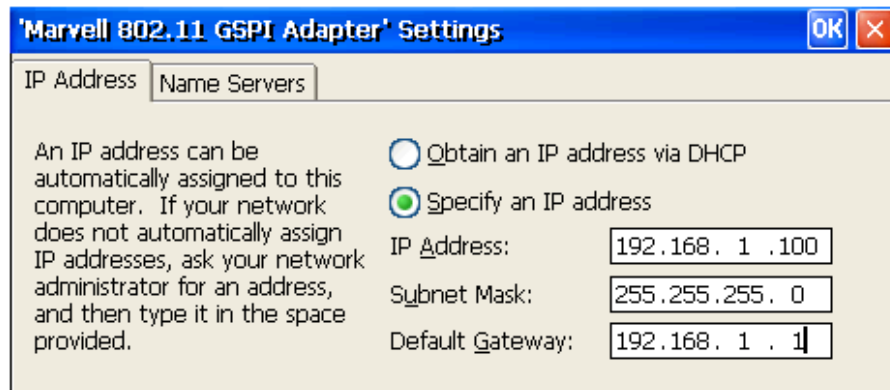 'Marvell 802.11 GSPI Adapter' Settings
OK
IP Address
Name Servers
An IP address can be
automatically assigned to this
computer. If your network
does not automatically assign
IP addresses, ask your network
administrator for an address,
and then type it in the space
provided.
Obtain an IP address via DHCP
Specify an IP address
IP Address: 192.168. 1 .100
Subnet Mask: 255.255.255. 0
Default Gateway: 192.168. 1 . 1